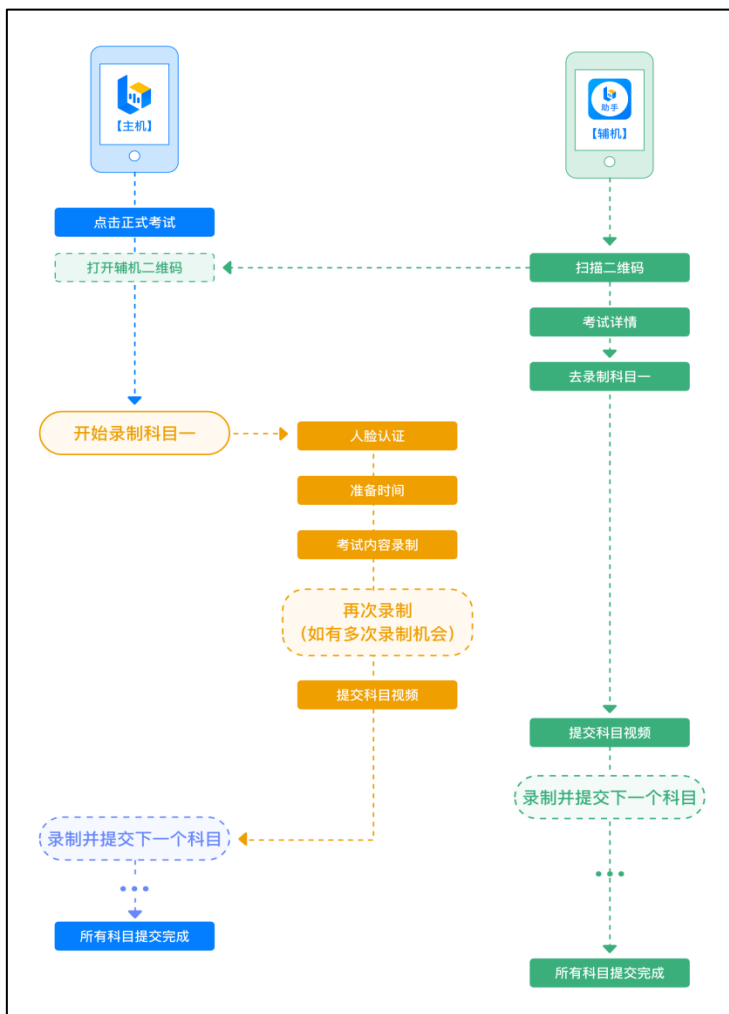 【主机】
助手
【辅机】
点击正式考试
打开辅机二维码
扫描二维码
考试详情
去录制科目一
开始录制科目一
人脸认证
准备时间
考试内容录制
再次录制
（如有多次录制机会）
提交科目视频
提交科目视频
录制并提交下一个科目
录制并提交下一个科目
所有科目提交完成
所有科目提交完成